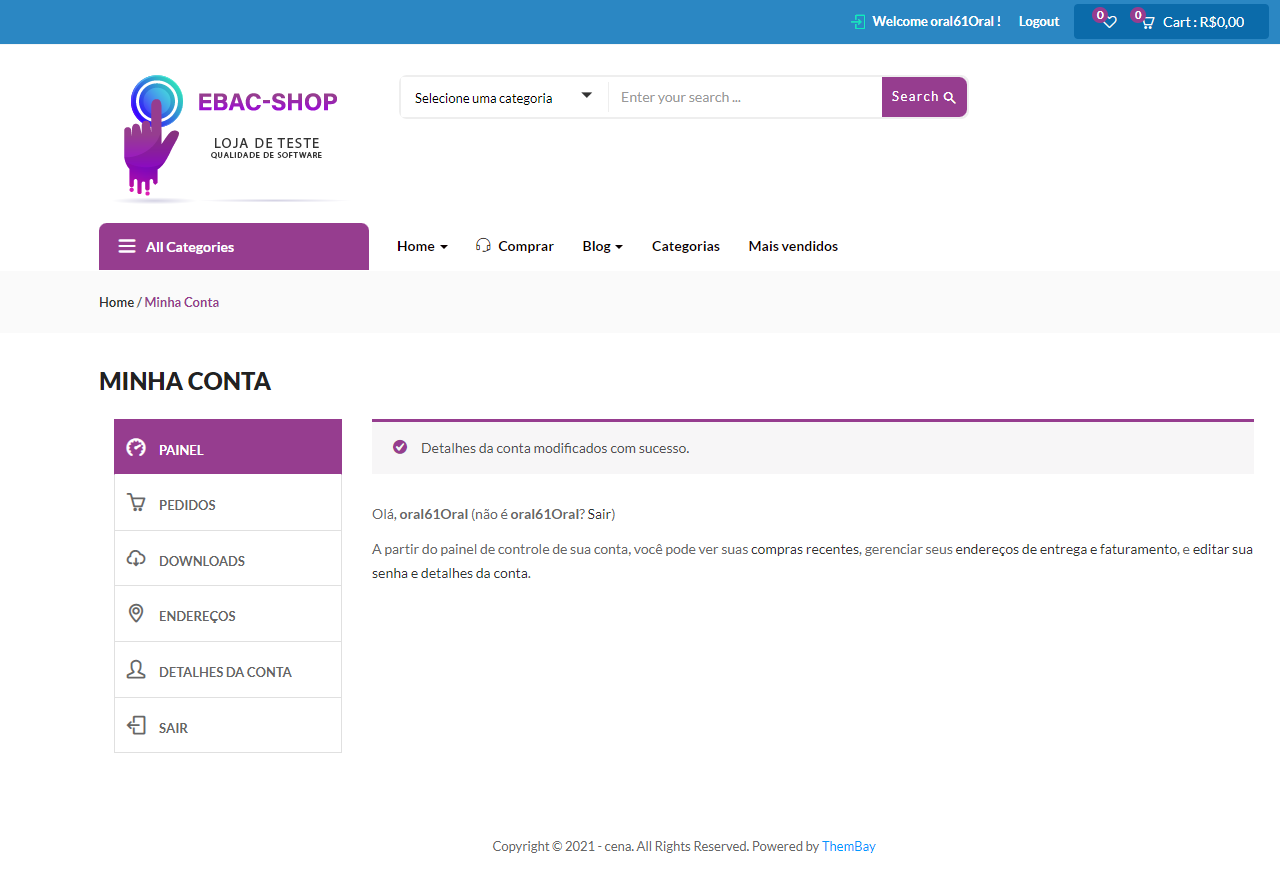 Welcome oral61Oral ! Logout 0 0 Cart : R$0,00
EBAC-SHOP
LOJA DE TESTE
QUALIDADE DE SOFTWARE
Selecione uma categoria Enter your search ... Search
All Categories Home Comprar Blog Categorias Mais vendidos
Home / Minha Conta
MINHA CONTA
PAINEL
PEDIDOS
DOWNLOADS
ENDEREÇOS
DETALHES DA CONTA
SAIR
Detalhes da conta modificados com sucesso.
Olá, oral61Oral (não é oral61Oral? Sair)
A partir do painel de controle de sua conta, você pode ver suas compras recentes, gerenciar seus endereços de entrega e faturamento, e editar sua
senha e detalhes da conta.
Copyright © 2021 - cena. All Rights Reserved. Powered by ThemBay